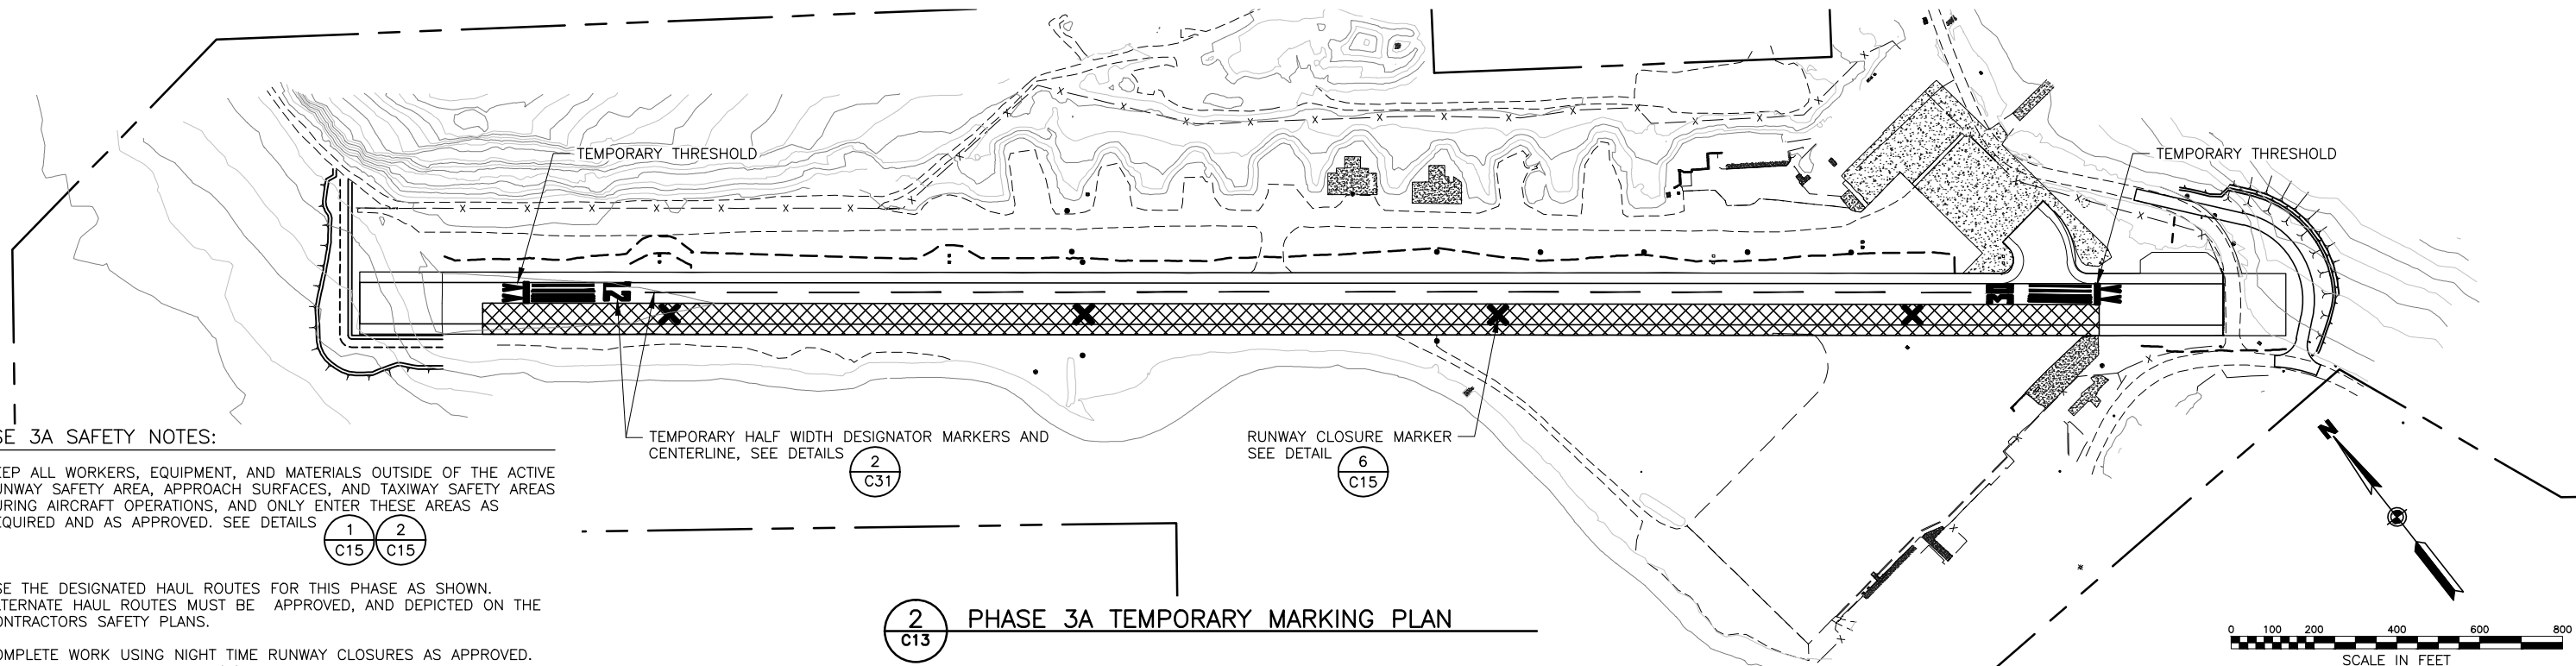 TEMPORARY THRESHOLD
TEMPORARY THRESHOLD
12
30
TEMPORARY HALF WIDTH DESIGNATOR MARKERS AND
CENTERLINE, SEE DETAILS
2
C31
RUNWAY CLOSURE MARKER
SEE DETAIL
6
C15
SE 3A SAFETY NOTES:
EEP ALL WORKERS, EQUIPMENT, AND MATERIALS OUTSIDE OF THE ACTIVE
UNWAY SAFETY AREA, APPROACH SURFACES, AND TAXIWAY SAFETY AREAS
URING AIRCRAFT OPERATIONS, AND ONLY ENTER THESE AREAS AS
EQUIRED AND AS APPROVED. SEE DETAILS
1
C15
2
C15
SE THE DESIGNATED HAUL ROUTES FOR THIS PHASE AS SHOWN.
LTERNATE HAUL ROUTES MUST BE APPROVED, AND DEPICTED ON THE
ONTRACTORS SAFETY PLANS.
OMPLETE WORK USING NIGHT TIME RUNWAY CLOSURES AS APPROVED.
2
C13
PHASE 3A TEMPORARY MARKING PLAN
N
0 100 200 400 600 800
SCALE IN FEET